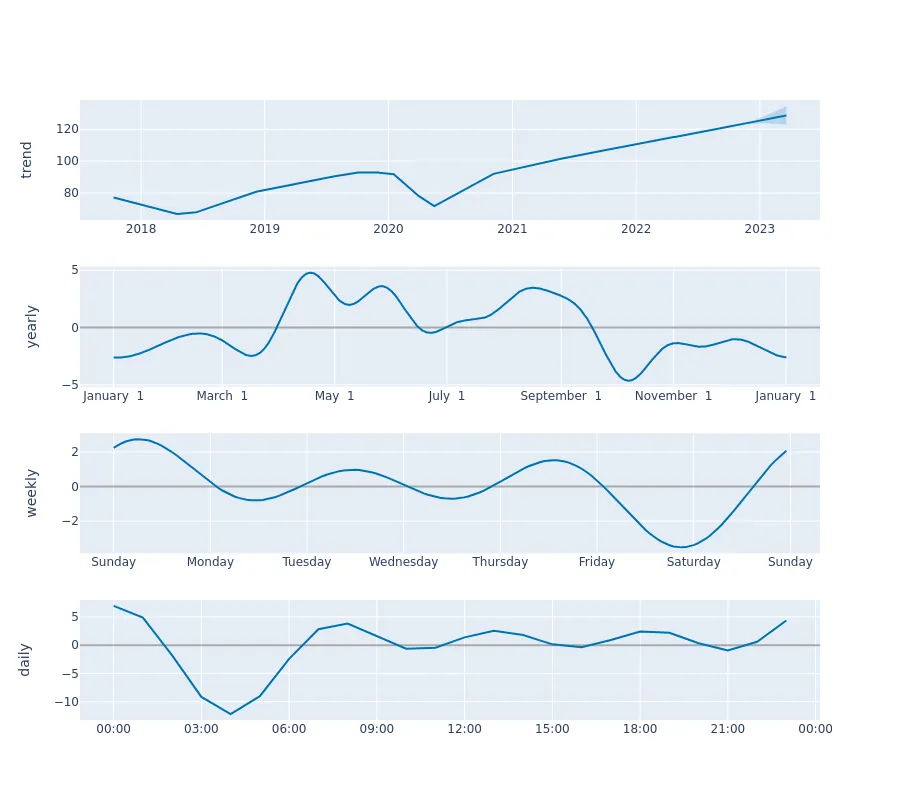 trend
120
100
80
2018 2019 2020 2021 2022 2023
yearly
5
0
−5
January 1 March 1 May 1 July 1 September 1 November 1 January 1
weekly
2
0
−2
Sunday Monday Tuesday Wednesday Thursday Friday Saturday Sunday
daily
5
0
−5
−10
00:00 03:00 06:00 09:00 12:00 15:00 18:00 21:00 00:00